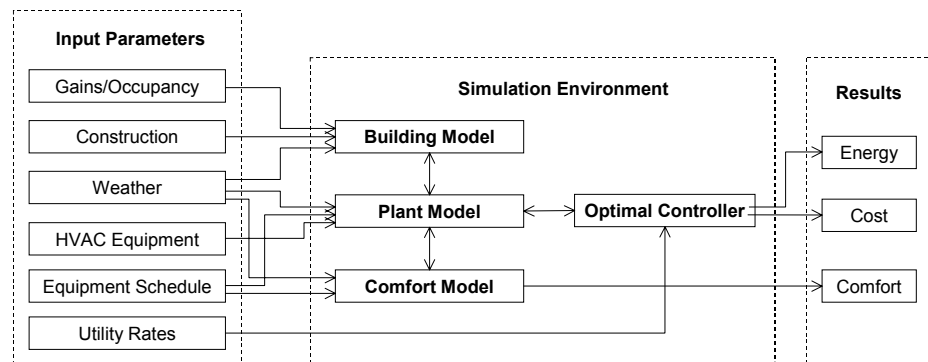 Input Parameters
Gains/Occupancy
Construction
Weather
HVAC Equipment
Equipment Schedule
Utility Rates
Simulation Environment
Building Model
Plant Model
Optimal Controller
Comfort Model
Results
Energy
Cost
Comfort